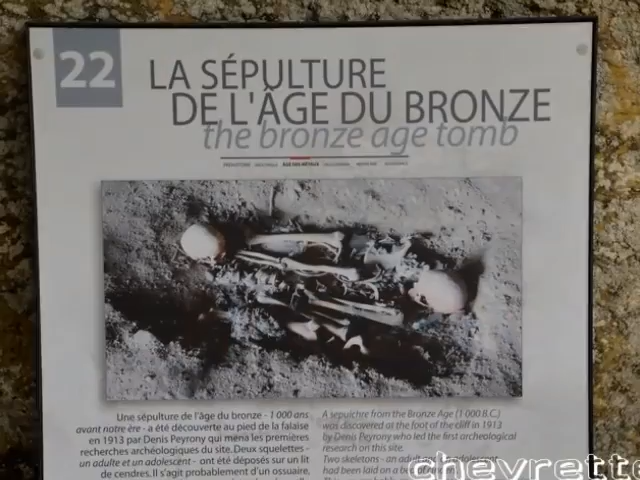 22
LA SÉPULTURE
DE L'ÂGE DU BRONZE
the bronze age tomb
ÂGE DES MÉTAUX
Une sépulture de l'âge du bronze - 1 000 ans
avant notre ère - a été découverte au pied de la falaise
en 1913 par Denis Peyrony qui mena les premières
recherches archéologiques du site. Deux squelettes -
un adulte et un adolescent - ont été déposés sur un lit
de cendres. Il s'agit probablement d'un ossuaire,
A sepulchre from the Bronze Age (1 000 B.C.)
was discovered at the foot of the cliff in 1913
by Denis Peyrony who led the first archeological
research on this site.
Two skeletons - an adult and an adolescent
had been laid on a bed of
chevrette